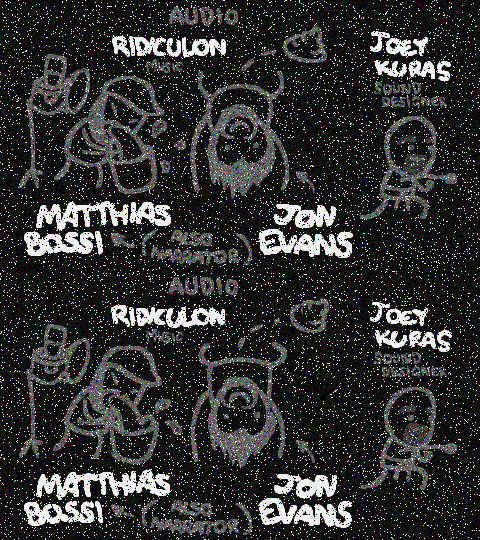 AUDIO
RIDICULON
MUSIC
JOEY
KURAS
SOUND
DESIGNER
MATTHIAS
BOSSI
(ALSO
NARRATOR)
JON
EVANS
AUDIO
RIDICULON
MUSIC
JOEY
KURAS
SOUND
DESIGNER
MATTHIAS
BOSSI
(ALSO
NARRATOR)
JON
EVANS